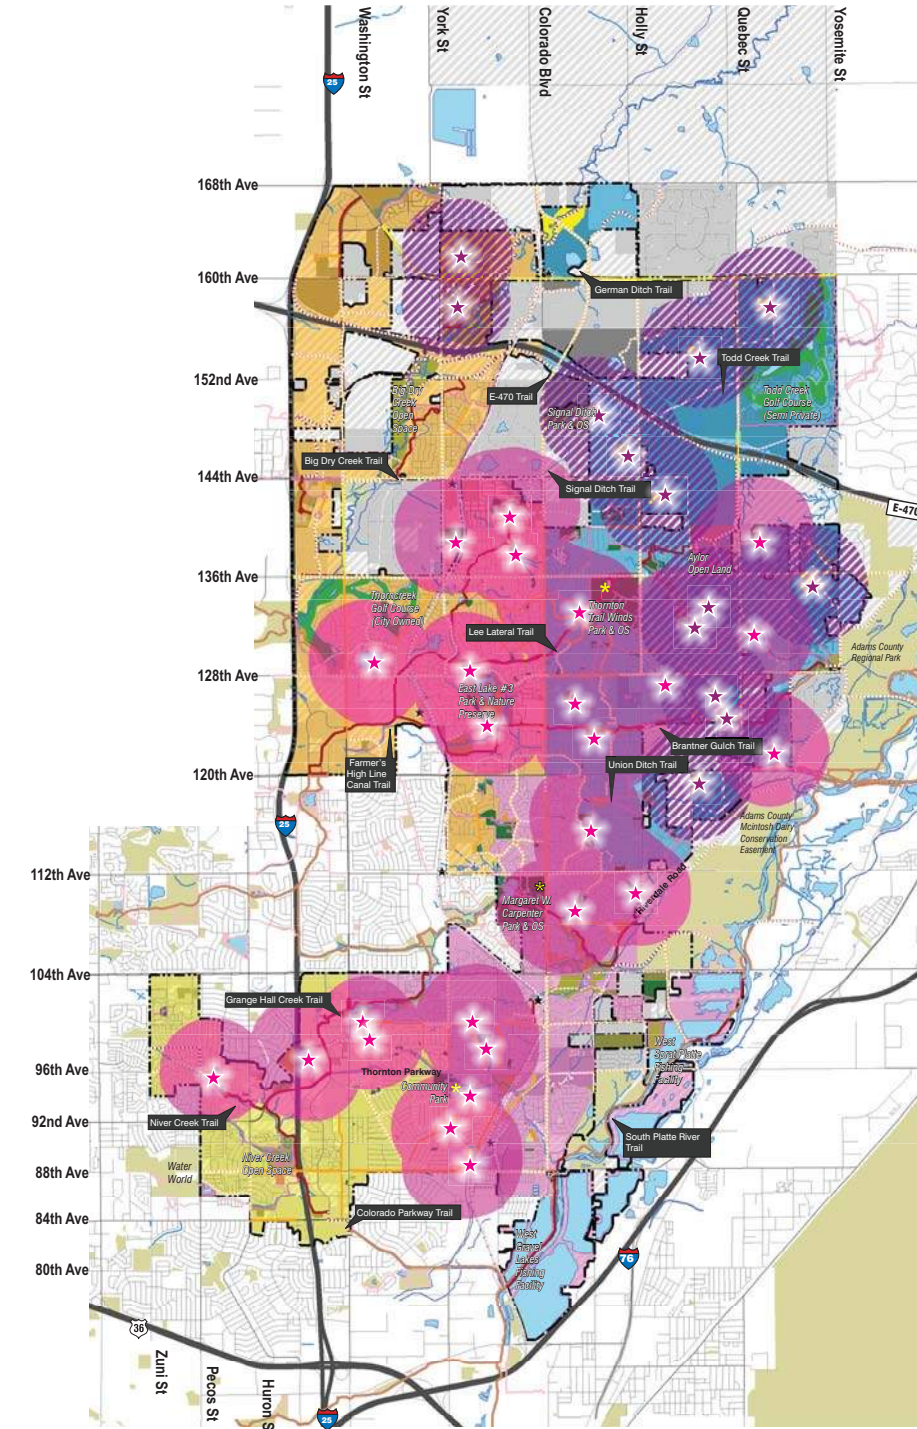 Washington St
York St
Colorado Blvd
Holly St
Quebec St
Yosemite St
25
168th Ave
160th Ave
German Ditch Trail
Todd Creek Trail
152nd Ave
Big Dry
Creek
Open
Space
E-470 Trail
Signal Ditch
Park & OS
Todd Creek
Golf Course
(Semi Private)
Big Dry Creek Trail
144th Ave
Signal Ditch Trail
E-470
Aylor
Open Land
136th Ave
Thorncreek
Golf Course
(City Owned)
Thornton
Trail Winds
Park & OS
Lee Lateral Trail
Adams County
Regional Park
128th Ave
East Lake #3
Park & Nature
Preserve
Brantner Gulch Trail
Union Ditch Trail
120th Ave
Farmer's
High Line
Canal Trail
25
Adams County
McIntosh Dairy
Conservation
Easement
112th Ave
Riverdale Road
Margaret W.
Carpenter
Park & OS
104th Ave
Grange Hall Creek Trail
West
Sprat Platte
Fishing
Facility
96th Ave
Thornton Parkway
Community
Park
92nd Ave
Niver Creek Trail
South Platte River
Trail
Water
World
Niver Creek
Open Space
88th Ave
84th Ave
Colorado Parkway Trail
West
Gravel
Lakes
Fishing
Facility
80th Ave
76
36
Zuni St
Pecos St
Huron S
25